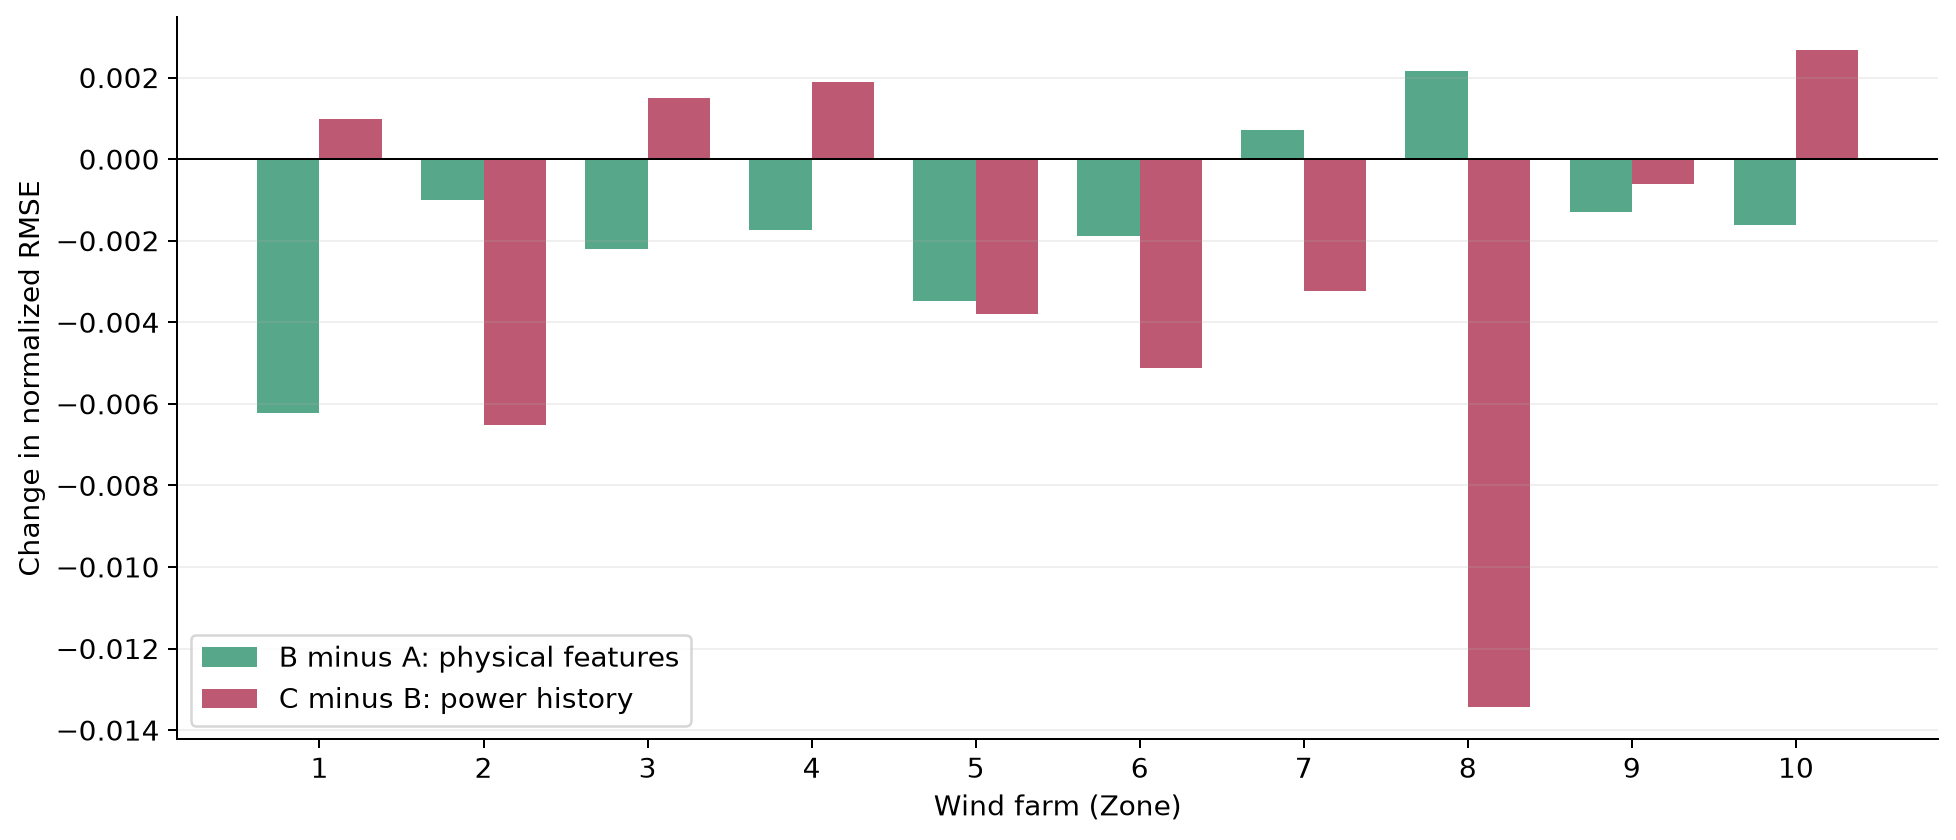 Change in normalized RMSE
0.002
0.000
−0.002
−0.004
−0.006
−0.008
−0.010
−0.012
−0.014
B minus A: physical features
C minus B: power history
1 2 3 4 5 6 7 8 9 10
Wind farm (Zone)